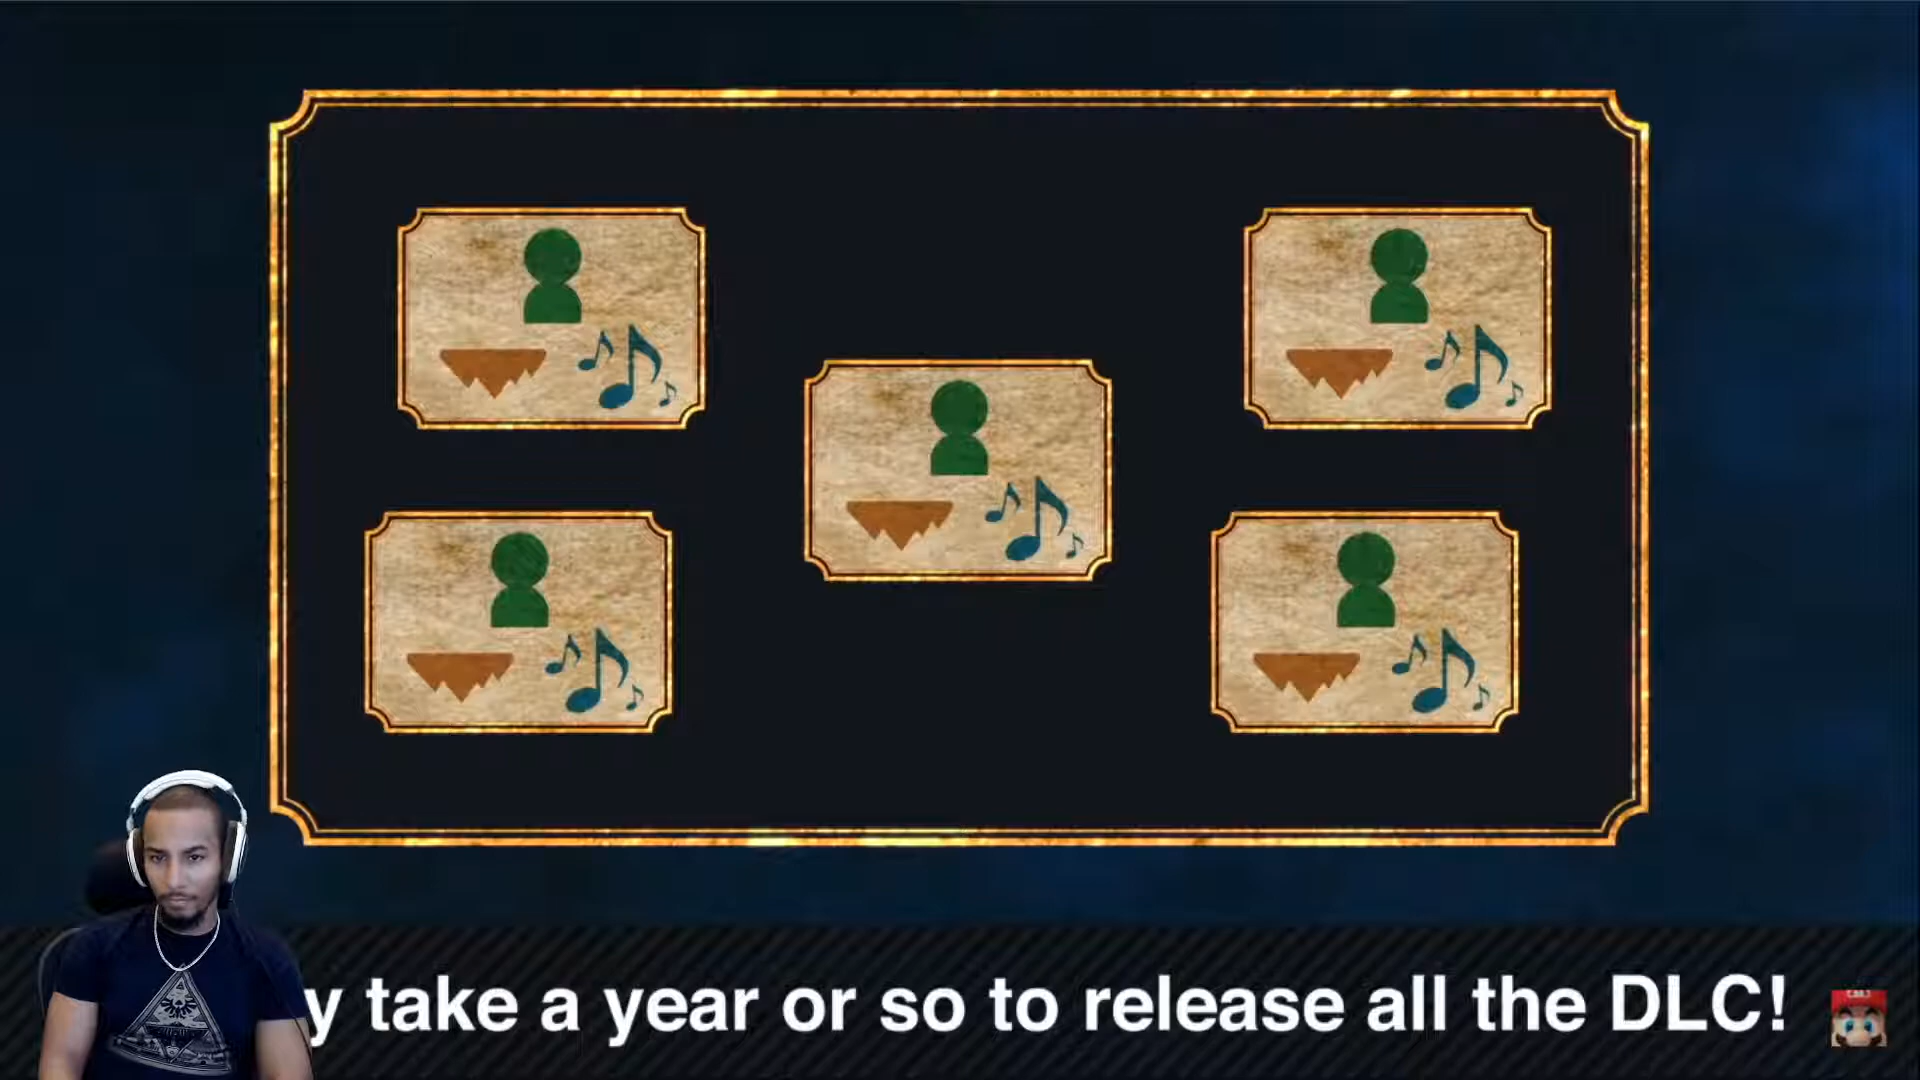 y take a year or so to release all the DLC!